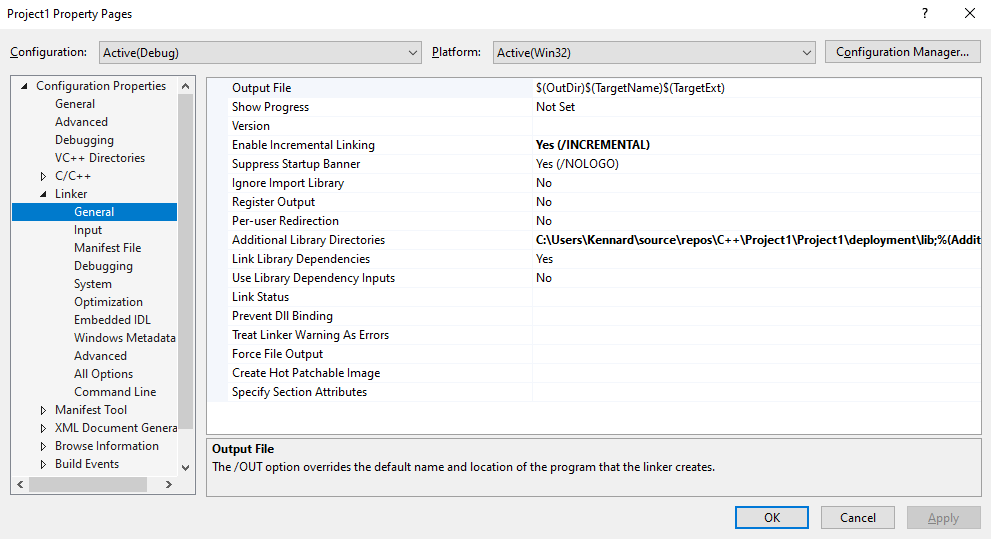 Project1 Property Pages
?
Configuration: Active(Debug) Platform: Active(Win32) Configuration Manager...
Configuration Properties
General
Advanced
Debugging
VC++ Directories
C/C++
Linker
General
Input
Manifest File
Debugging
System
Optimization
Embedded IDL
Windows Metadata
Advanced
All Options
Command Line
Manifest Tool
XML Document Genera
Browse Information
Build Events
Output File $(OutDir)$(TargetName)$(TargetExt)
Show Progress Not Set
Version
Enable Incremental Linking Yes (/INCREMENTAL)
Suppress Startup Banner Yes (/NOLOGO)
Ignore Import Library No
Register Output No
Per-user Redirection No
Additional Library Directories C:\Users\Kennard\source\repos\C++\Project1\Project1\deployment\lib;%(Addit
Link Library Dependencies Yes
Use Library Dependency Inputs No
Link Status
Prevent Dll Binding
Treat Linker Warning As Errors
Force File Output
Create Hot Patchable Image
Specify Section Attributes
Output File
The /OUT option overrides the default name and location of the program that the linker creates.
OK Cancel Apply